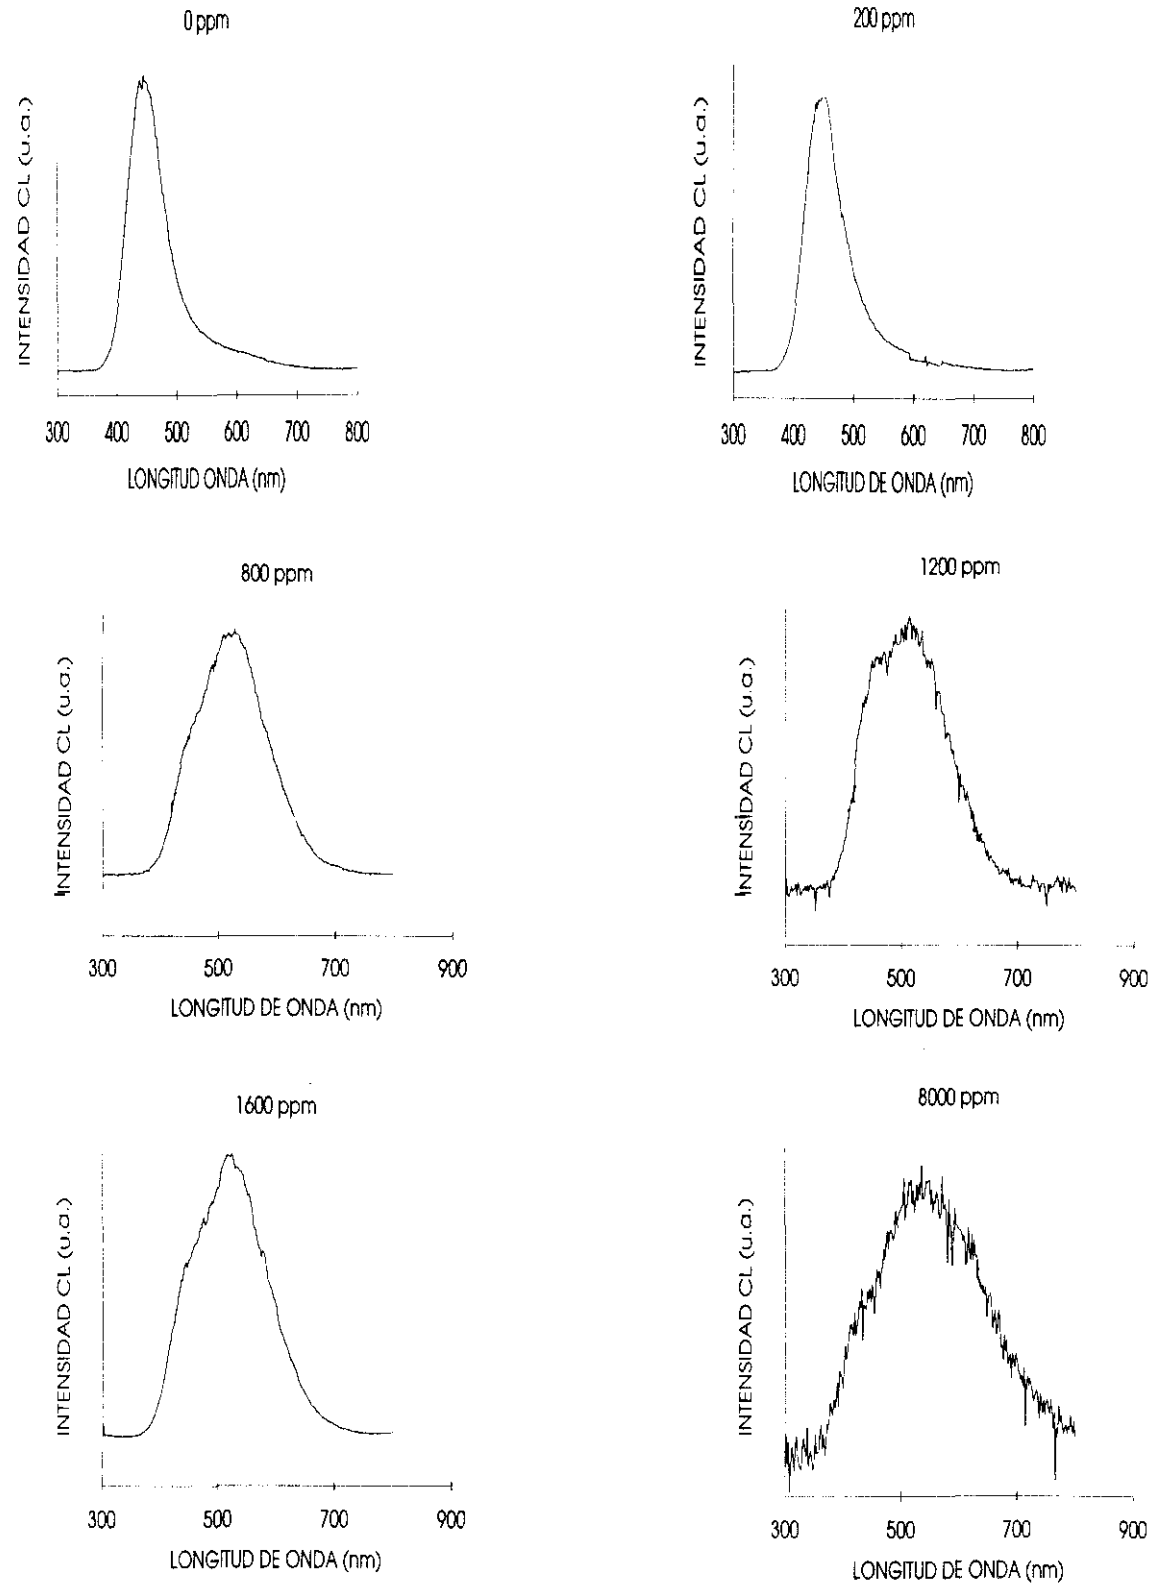 0 ppm
INTENSIDAD CL (u.a.)
300 400 500 600 700 800
LONGITUD ONDA (nm)
200 ppm
INTENSIDAD CL (u.a.)
300 400 500 600 700 800
LONGITUD DE ONDA (nm)
800 ppm
INTENSIDAD CL (u.a.)
300 500 700 900
LONGITUD DE ONDA (nm)
1200 ppm
INTENSIDAD CL (u.a.)
300 500 700 900
LONGITUD DE ONDA (nm)
1600 ppm
INTENSIDAD CL (u.a.)
300 500 700 900
LONGITUD DE ONDA (nm)
8000 ppm
INTENSIDAD CL (u.a.)
300 500 700 900
LONGITUD DE ONDA (nm)